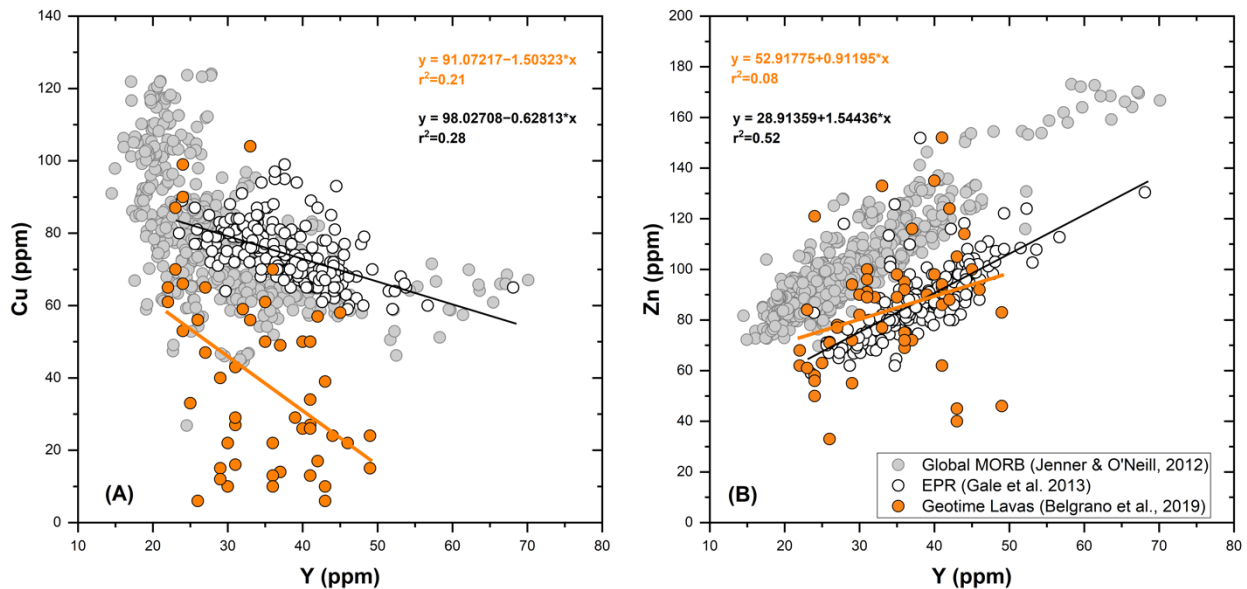 140
120
100
80
60
40
20
0
Cu (ppm)
10 20 30 40 50 60 70 80
Y (ppm)
y = 91.07217−1.50323*x
r²=0.21
y = 98.02708−0.62813*x
r²=0.28
(A)
200
180
160
140
120
100
80
60
40
20
0
Zn (ppm)
10 20 30 40 50 60 70 80
Y (ppm)
y = 52.91775+0.91195*x
r²=0.08
y = 28.91359+1.54436*x
r²=0.52
(B)
Global MORB (Jenner & O'Neill, 2012)
EPR (Gale et al. 2013)
Geotime Lavas (Belgrano et al., 2019)